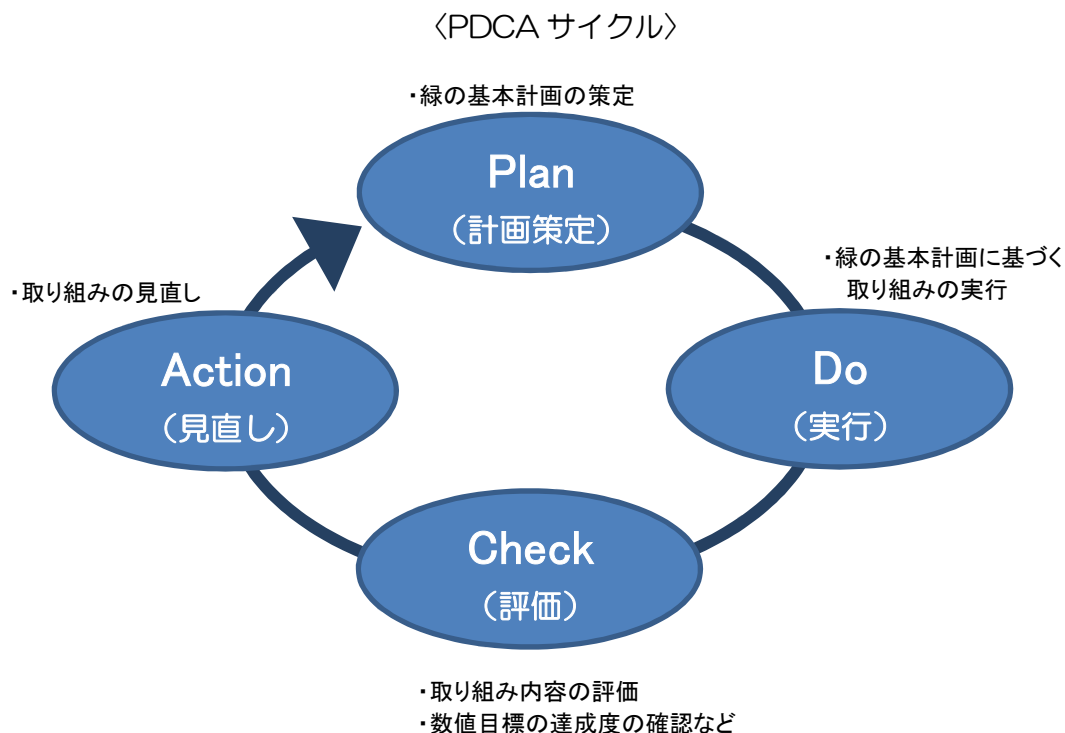 〈PDCA サイクル〉
・緑の基本計画の策定
Plan
（計画策定）
・緑の基本計画に基づく
取り組みの実行
Do
（実行）
・取り組みの見直し
Action
（見直し）
Check
（評価）
・取り組み内容の評価
・数値目標の達成度の確認など